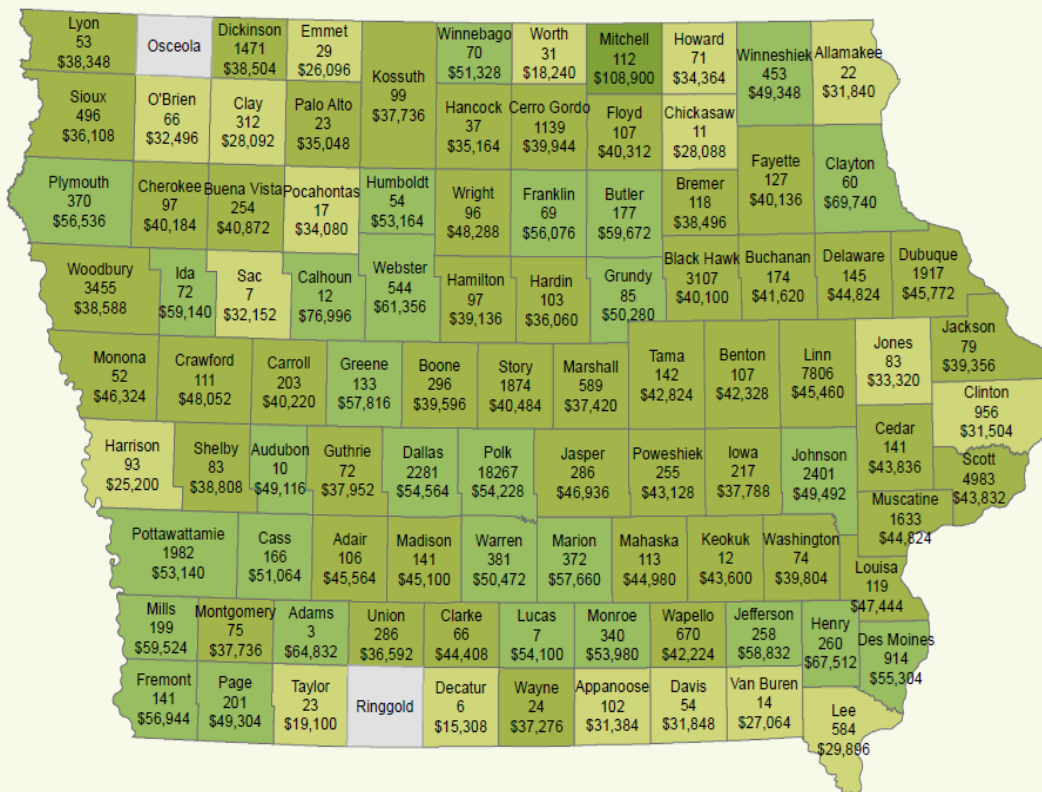 Lyon
53
$38,348
Osceola
Dickinson
1471
$38,504
Emmet
29
$26,096
Kossuth
99
$37,736
Winnebago
70
$51,328
Worth
31
$18,240
Mitchell
112
$108,900
Howard
71
$34,364
Winneshiek
453
$49,348
Allamakee
22
$31,840
Sioux
496
$36,108
O'Brien
66
$32,496
Clay
312
$28,092
Palo Alto
23
$35,048
Hancock
37
$35,164
Cerro Gordo
1139
$39,944
Floyd
107
$40,312
Chickasaw
11
$28,088
Fayette
127
$40,136
Clayton
60
$69,740
Plymouth
370
$56,536
Cherokee
97
$40,184
Buena Vista
254
$40,872
Pocahontas
17
$34,080
Humboldt
54
$53,164
Wright
96
$48,288
Franklin
69
$56,076
Butler
177
$59,672
Bremer
118
$38,496
Woodbury
3455
$38,588
Ida
72
$59,140
Sac
7
$32,152
Calhoun
12
$76,996
Webster
544
$61,356
Hamilton
97
$39,136
Hardin
103
$36,060
Grundy
85
$50,280
Black Hawk
3107
$40,100
Buchanan
174
$41,620
Delaware
145
$44,824
Dubuque
1917
$45,772
Monona
52
$46,324
Crawford
111
$48,052
Carroll
203
$40,220
Greene
133
$57,816
Boone
296
$39,596
Story
1874
$40,484
Marshall
589
$37,420
Tama
142
$42,824
Benton
107
$42,328
Linn
7806
$45,460
Jones
83
$33,320
Jackson
79
$39,356
Clinton
956
$31,504
Harrison
93
$25,200
Shelby
83
$38,808
Audubon
10
$49,116
Guthrie
72
$37,952
Dallas
2281
$54,564
Polk
18267
$54,228
Jasper
286
$46,936
Poweshiek
255
$43,128
Iowa
217
$37,788
Johnson
2401
$49,492
Cedar
141
$43,836
Scott
4983
$43,832
Muscatine
1633
$44,824
Pottawattamie
1982
$53,140
Cass
166
$51,064
Adair
106
$45,564
Madison
141
$45,100
Warren
381
$50,472
Marion
372
$57,660
Mahaska
113
$44,980
Keokuk
12
$43,600
Washington
74
$39,804
Louisa
119
$47,444
Mills
199
$59,524
Montgomery
75
$37,736
Adams
3
$64,832
Union
286
$36,592
Clarke
66
$44,408
Lucas
7
$54,100
Monroe
340
$53,980
Wapello
670
$42,224
Jefferson
258
$58,832
Henry
260
$67,512
Des Moines
914
$55,304
Fremont
141
$56,944
Page
201
$49,304
Taylor
23
$19,100
Ringgold
Decatur
6
$15,308
Wayne
24
$37,276
Appanoose
102
$31,384
Davis
54
$31,848
Van Buren
14
$27,064
Lee
584
$29,896